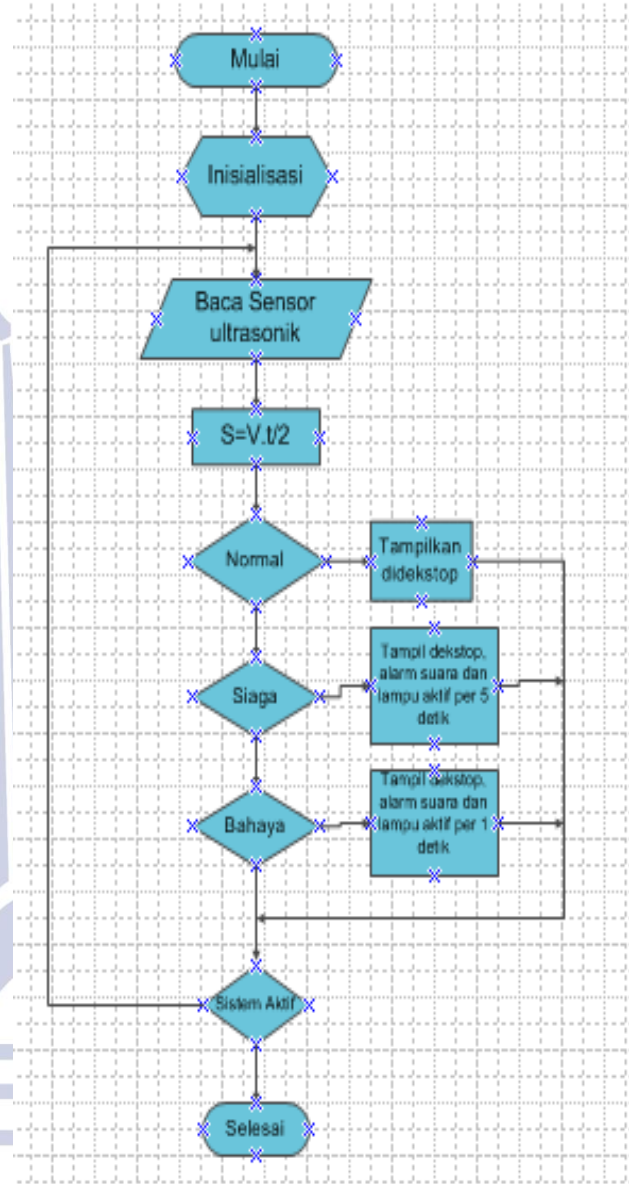 Mulai
Inisialisasi
Baca Sensor
ultrasonik
S=V.t/2
Normal
Tampilkan
didekstop
Siaga
Tampil dekstop,
alarm suara dan
lampu aktif per 5
detik
Bahaya
Tampil dekstop,
alarm suara dan
lampu aktif per 1
detik
Sistem Aktif
Selesai